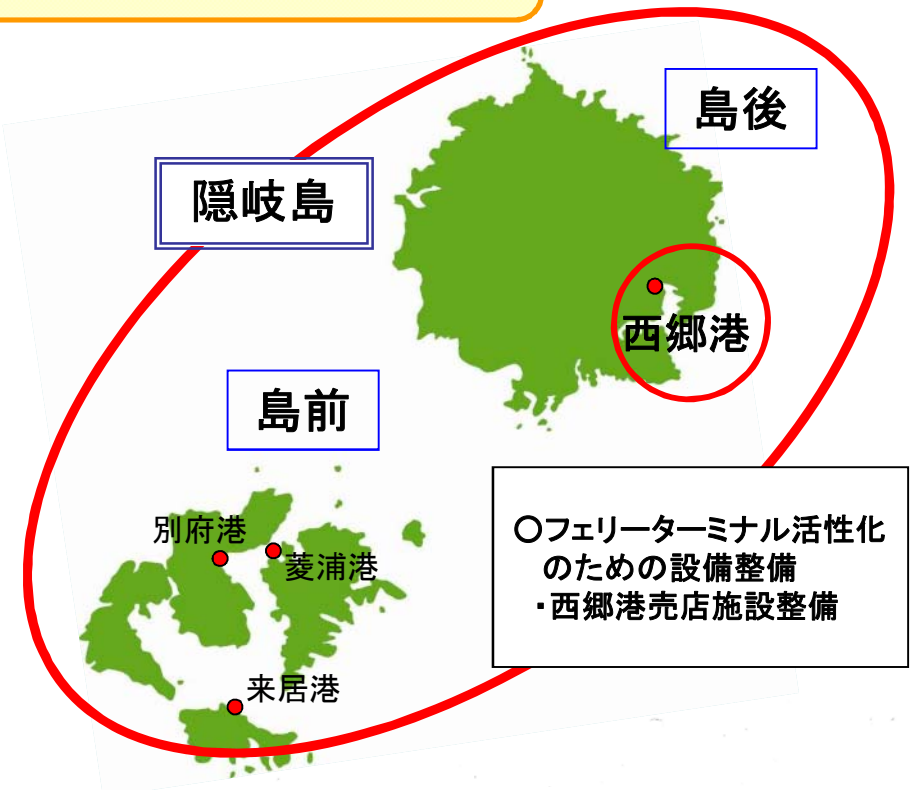 島後
隠岐島
西郷港
島前
別府港
菱浦港
〇フェリーターミナル活性化
のための設備整備
・西郷港売店施設整備
来居港